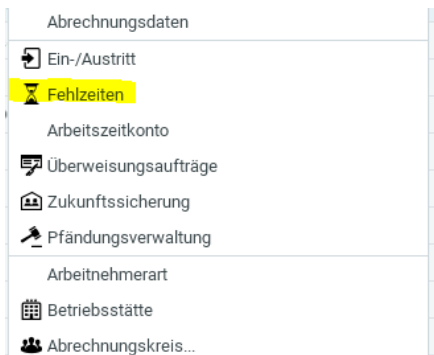 Abrechnungsdaten
Ein-/Austritt
Fehlzeiten
Arbeitszeitkonto
Überweisungsaufträge
Zukunftssicherung
Pfändungsverwaltung
Arbeitnehmerart
Betriebsstätte
Abrechnungskreis...